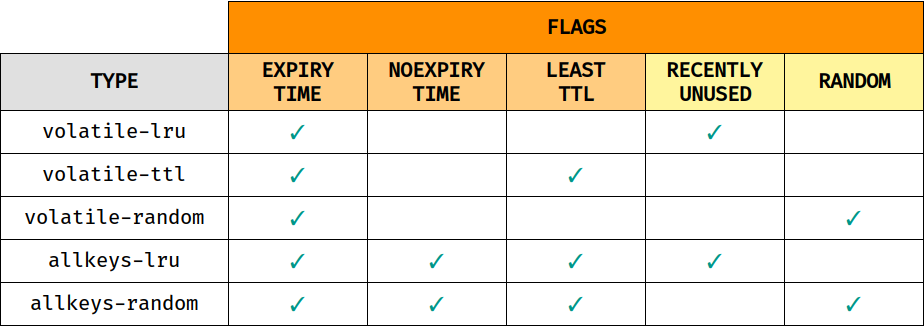 FLAGS
TYPE
EXPIRY
TIME
NOEXPIRY
TIME
LEAST
TTL
RECENTLY
UNUSED
RANDOM
volatile-lru ✓ ✓
volatile-ttl ✓ ✓
volatile-random ✓ ✓
allkeys-lru ✓ ✓ ✓ ✓
allkeys-random ✓ ✓ ✓ ✓